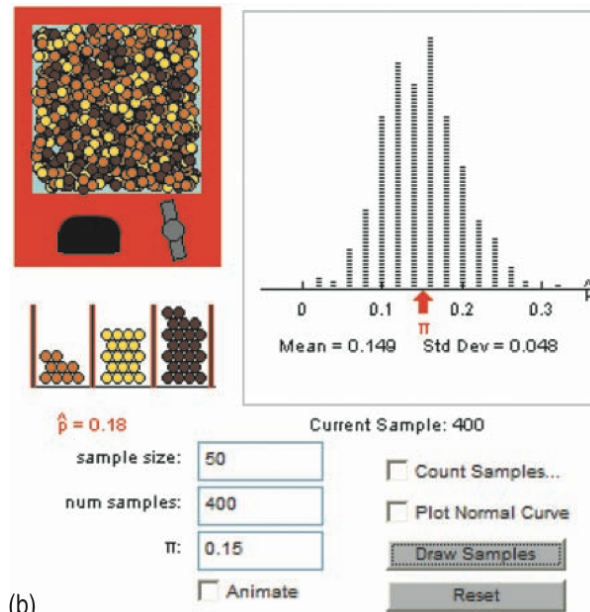 0 0.1 0.2 0.3 p̂
π
Mean = 0.149 Std Dev = 0.048
p̂ = 0.18
Current Sample: 400
sample size: 50
Count Samples...
num samples: 400
Plot Normal Curve
π: 0.15
Draw Samples
Animate
Reset
(b)